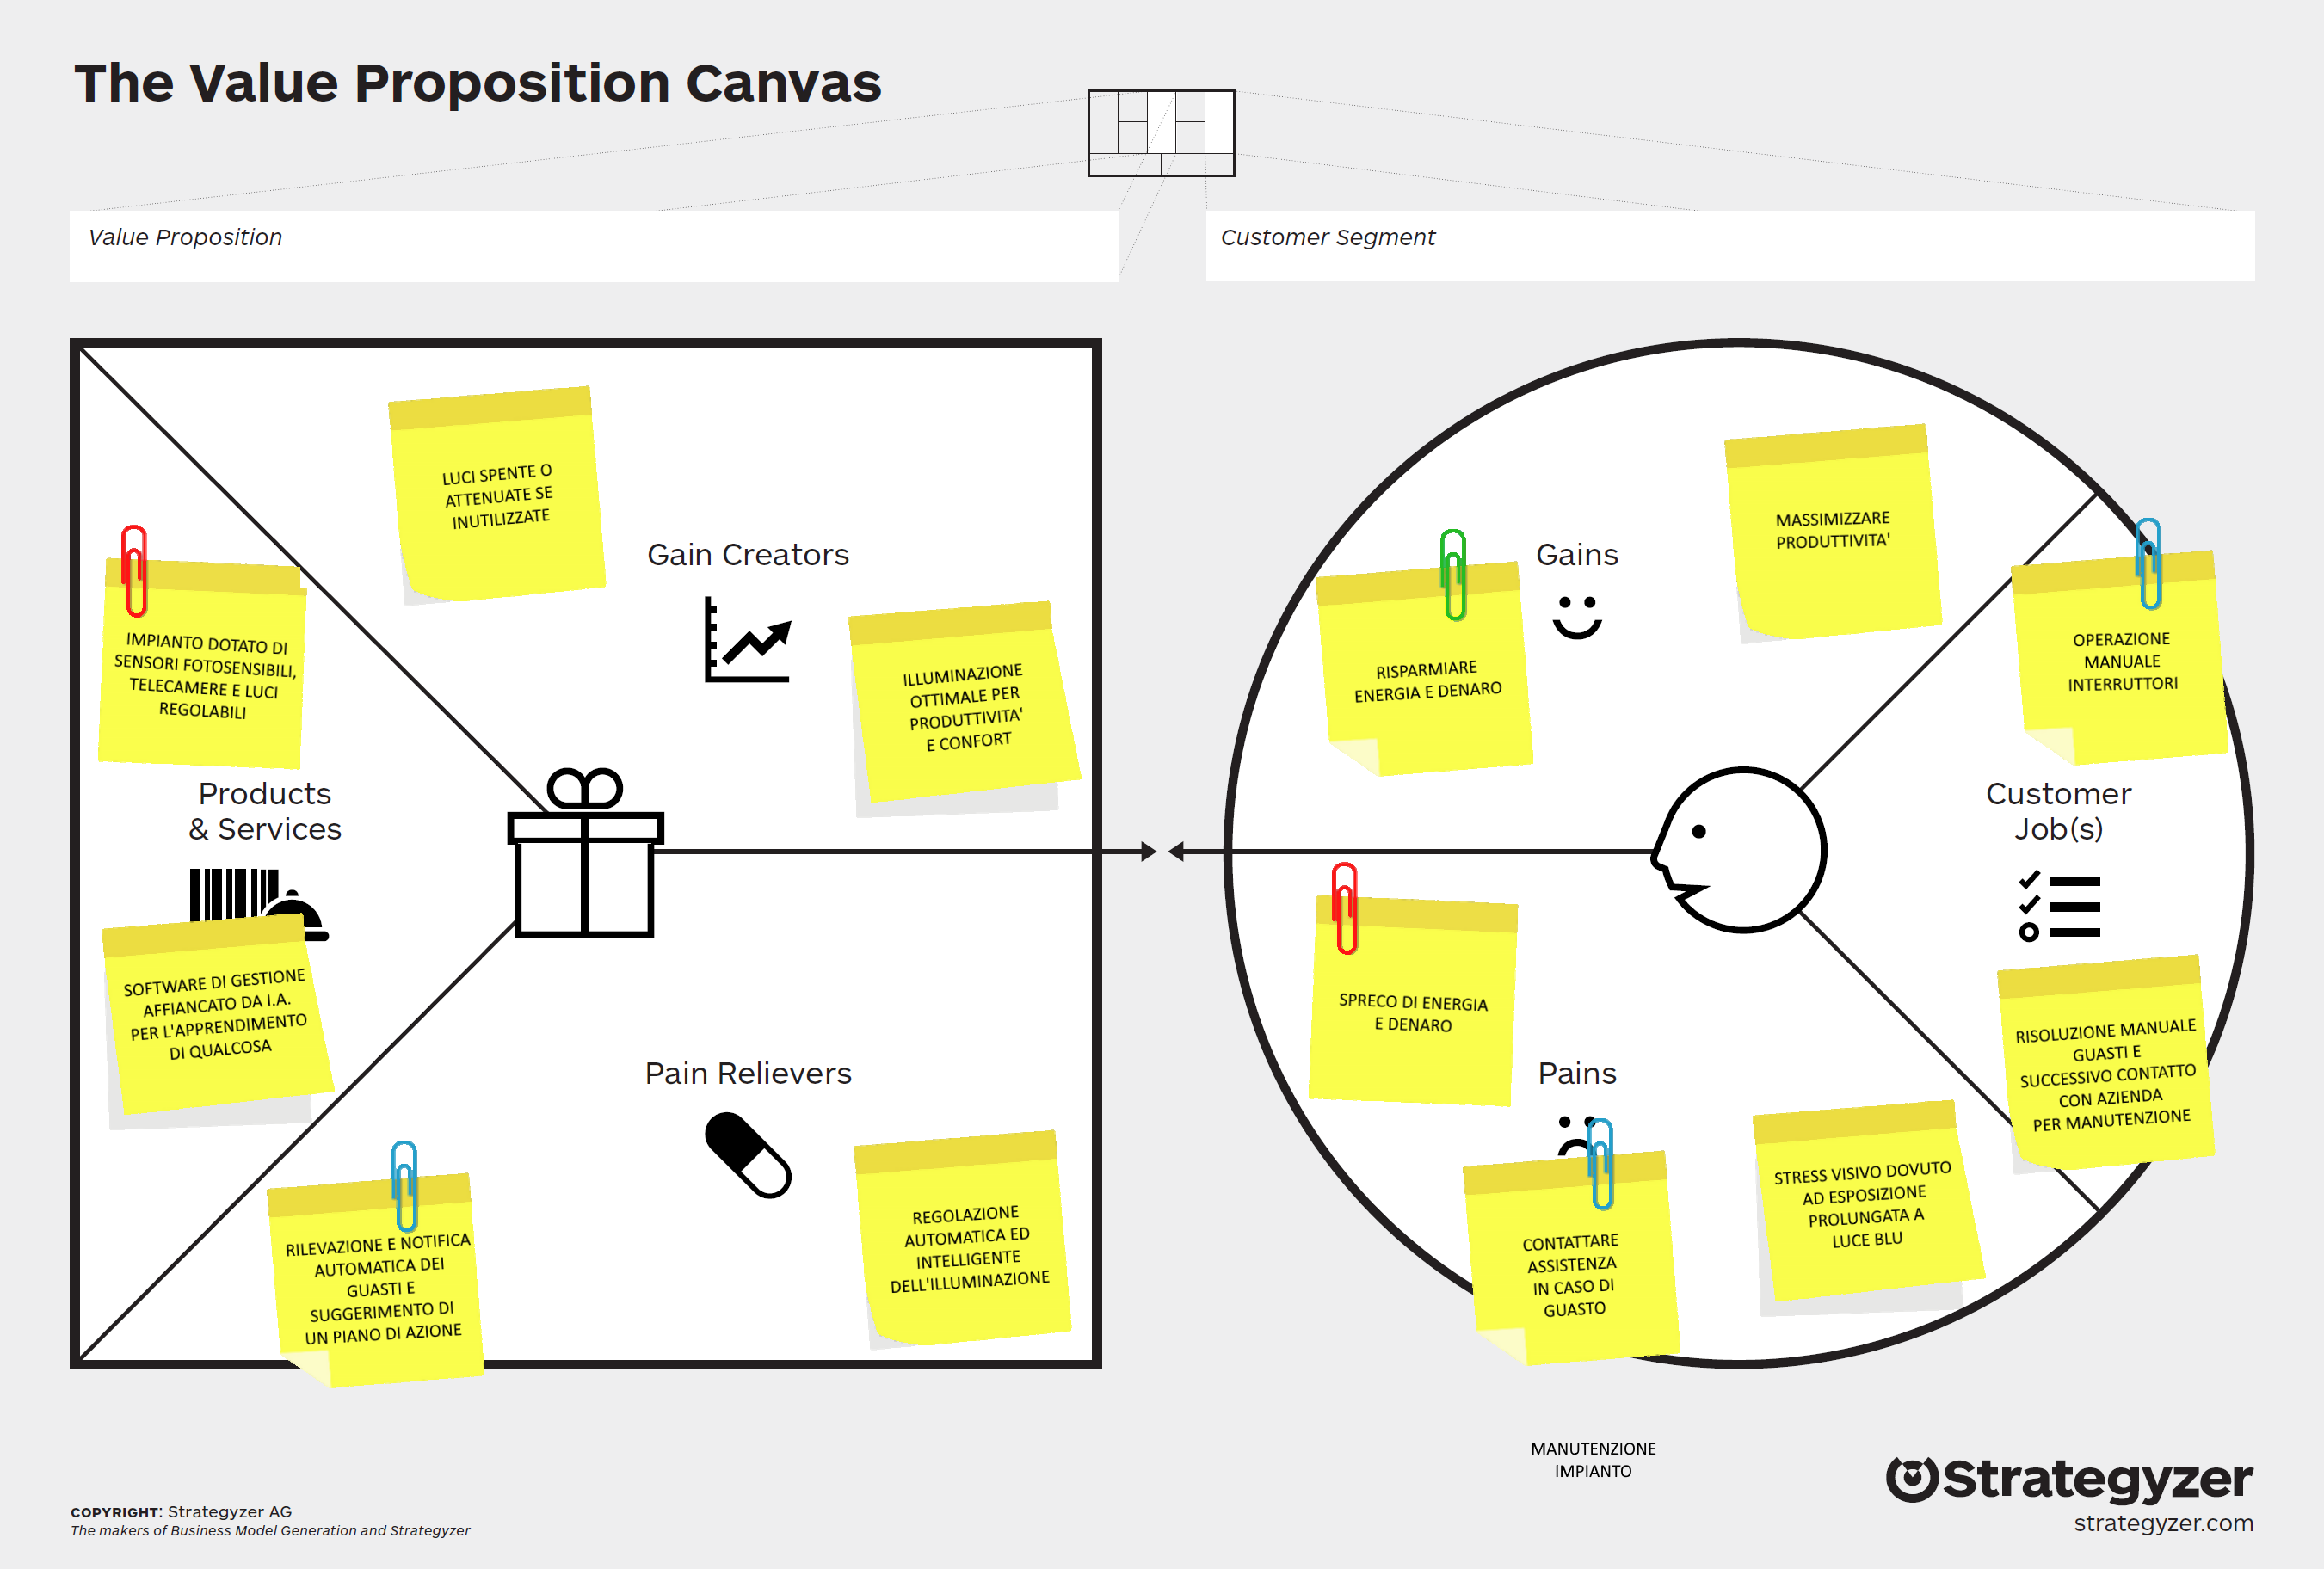 The Value Proposition Canvas
Value Proposition
Customer Segment
LUCI SPENTE O
ATTENUATE SE
INUTILIZZATE
Gain Creators
ILLUMINAZIONE
OTTIMALE PER
PRODUTTIVITA'
E CONFORT
IMPIANTO DOTATO DI
SENSORI FOTOSENSIBILI,
TELECAMERE E LUCI
REGOLABILI
Products
& Services
SOFTWARE DI GESTIONE
AFFIANCATO DA I.A.
PER L'APPRENDIMENTO
DI QUALCOSA
Pain Relievers
RILEVAZIONE E NOTIFICA
AUTOMATICA DEI
GUASTI E
SUGGERIMENTO DI
UN PIANO DI AZIONE
REGOLAZIONE
AUTOMATICA ED
INTELLIGENTE
DELL'ILLUMINAZIONE
Gains
MASSIMIZZARE
PRODUTTIVITA'
RISPARMIARE
ENERGIA E DENARO
OPERAZIONE
MANUALE
INTERRUTTORI
Customer
Job(s)
RISOLUZIONE MANUALE
GUASTI E
SUCCESSIVO CONTATTO
CON AZIENDA
PER MANUTENZIONE
SPRECO DI ENERGIA
E DENARO
Pains
CONTATTARE
ASSISTENZA
IN CASO DI
GUASTO
STRESS VISIVO DOVUTO
AD ESPOSIZIONE
PROLUNGATA A
LUCE BLU
MANUTENZIONE
IMPIANTO
COPYRIGHT: Strategyzer AG
The makers of Business Model Generation and Strategyzer
Strategyzer
strategyzer.com